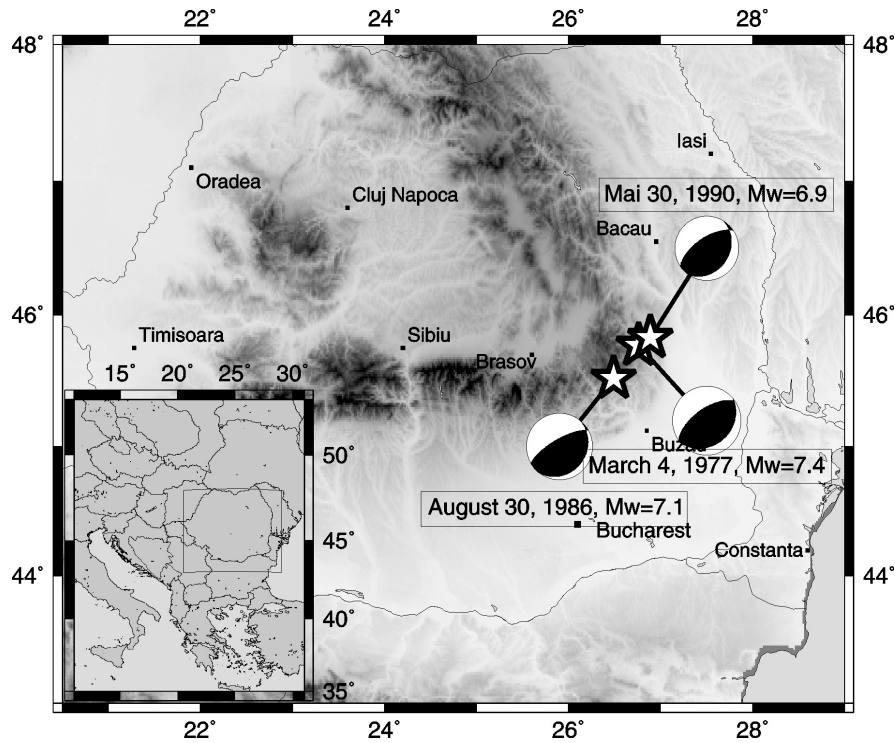 22° 24° 26° 28°
48° 48°
Iasi
Oradea
Cluj Napoca
Mai 30, 1990, Mw=6.9
Bacau
46° 46°
Timisoara
Sibiu
Brasov
15° 20° 25° 30°
Buzau
50°
March 4, 1977, Mw=7.4
August 30, 1986, Mw=7.1
Bucharest
45°
Constanta
44° 44°
40°
35°
22° 24° 26° 28°